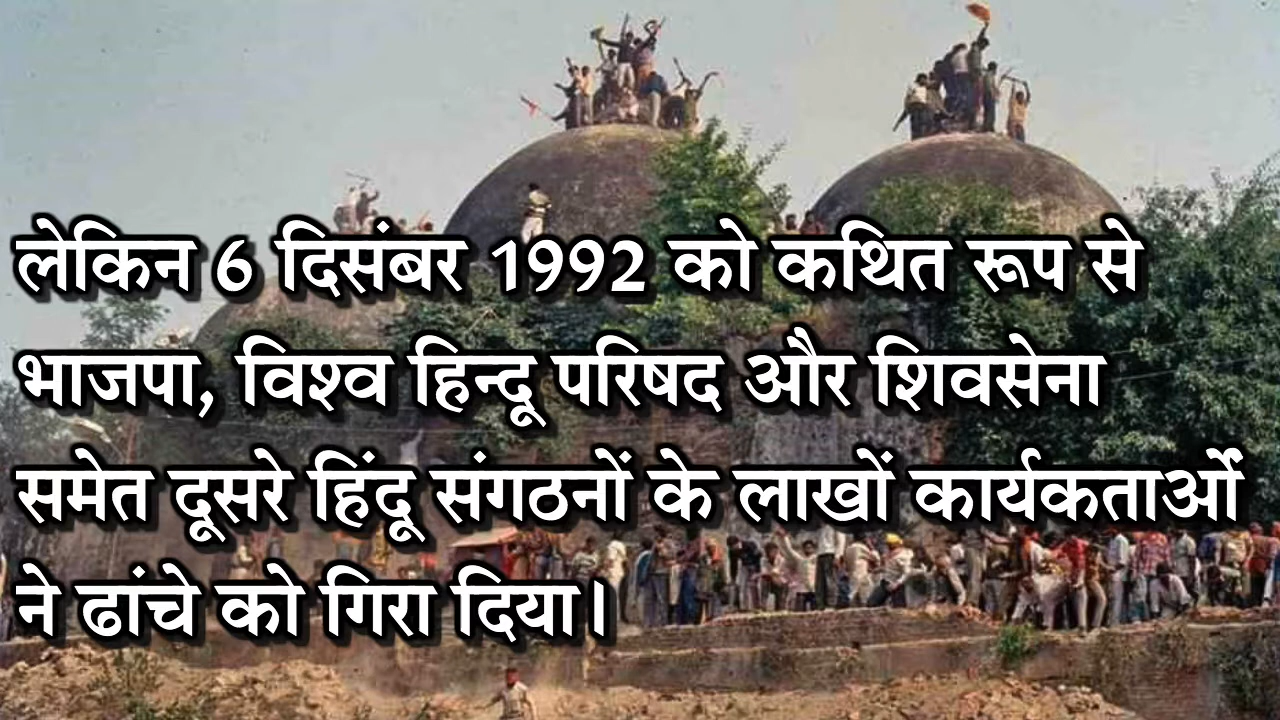 लेकिन 6 दिसंबर 1992 को कथित रूप से
भाजपा, विश्व हिन्दू परिषद और शिवसेना
समेत दूसरे हिंदू संगठनों के लाखों कार्यकतार्ओं
ने ढांचे को गिरा दिया।